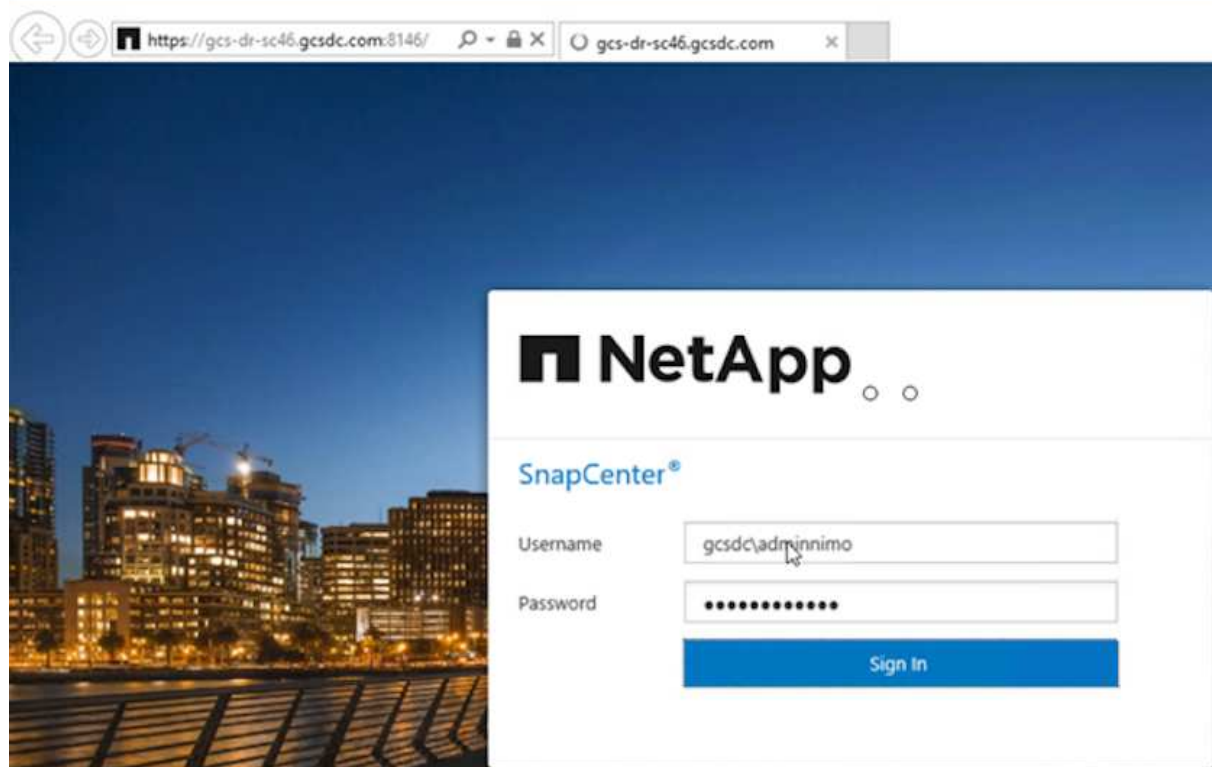 https://gcs-dr-sc46.gcsdc.com:8146/
gcs-dr-sc46.gcsdc.com
NetApp
SnapCenter®
Username gcsdc\adminnimo
Password ••••••••••••
Sign In